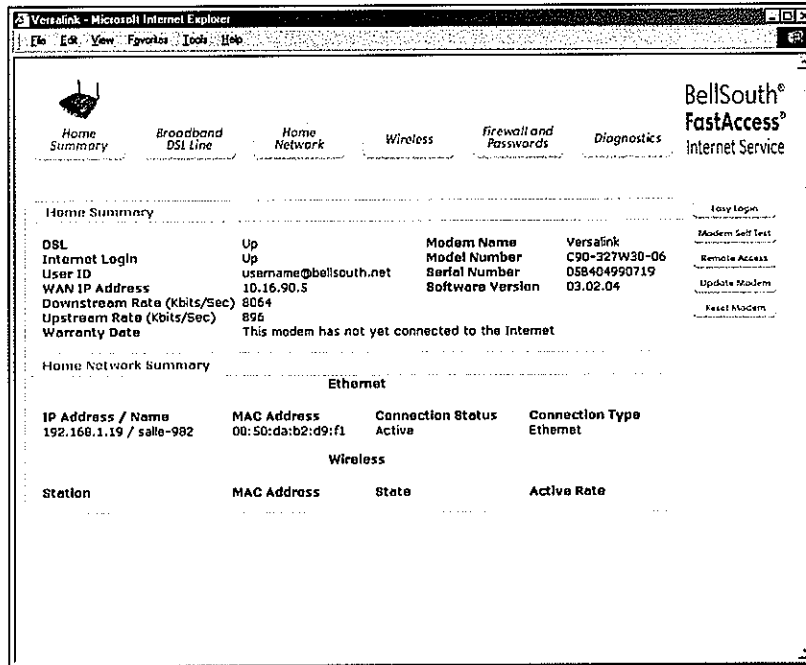 Versalink - Microsoft Internet Explorer
File Edit View Favorites Tools Help
BellSouth®
FastAccess®
Internet Service
Home Summary
Broadband DSL Line
Home Network
Wireless
Firewall and Passwords
Diagnostics
Home Summary
DSL Up Modem Name Versalink
Internet Login Up Model Number C90-327W30-06
User ID username@bellsouth.net Serial Number 05B404990719
WAN IP Address 10.16.90.5 Software Version 03.02.04
Downstream Rate (Kbits/Sec) 8064
Upstream Rate (Kbits/Sec) 896
Warranty Date This modem has not yet connected to the Internet
Easy Login
Modem Self Test
Remote Access
Update Modem
Reset Modem
Home Network Summary
Ethernet
IP Address / Name MAC Address Connection Status Connection Type
192.168.1.19 / salle-982 00:50:da:b2:d9:f1 Active Ethernet
Wireless
Station MAC Address State Active Rate